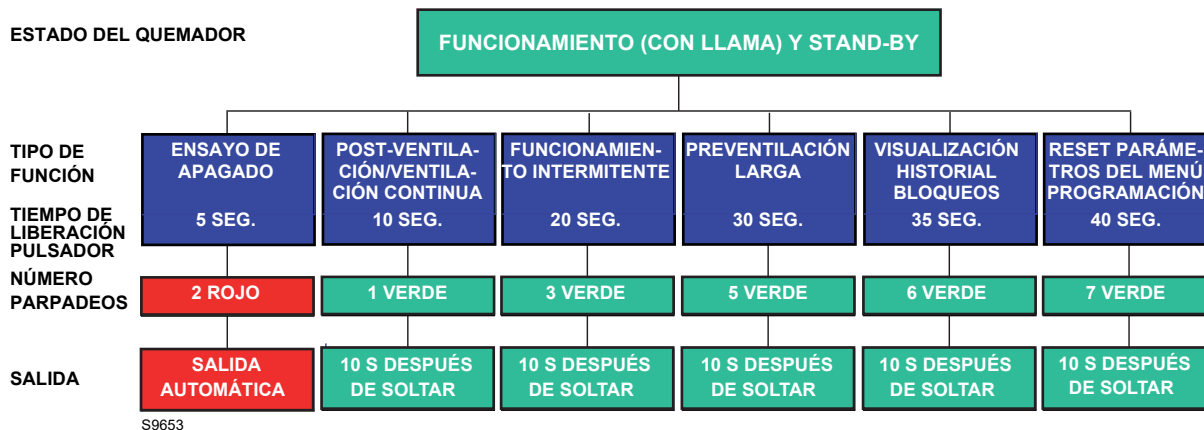 ESTADO DEL QUEMADOR
FUNCIONAMIENTO (CON LLAMA) Y STAND-BY
TIPO DE
FUNCIÓN
ENSAYO DE
APAGADO
POST-VENTILA-
CIÓN/VENTILA-
CIÓN CONTINUA
FUNCIONAMIEN-
TO INTERMITENTE
PREVENTILACIÓN
LARGA
VISUALIZACIÓN
HISTORIAL
BLOQUEOS
RESET PARÁME-
TROS DEL MENÚ
PROGRAMACIÓN
TIEMPO DE
LIBERACIÓN
PULSADOR
5 SEG.
10 SEG.
20 SEG.
30 SEG.
35 SEG.
40 SEG.
NÚMERO
PARPADEOS
2 ROJO
1 VERDE
3 VERDE
5 VERDE
6 VERDE
7 VERDE
SALIDA
SALIDA
AUTOMÁTICA
10 S DESPUÉS
DE SOLTAR
10 S DESPUÉS
DE SOLTAR
10 S DESPUÉS
DE SOLTAR
10 S DESPUÉS
DE SOLTAR
10 S DESPUÉS
DE SOLTAR
S9653